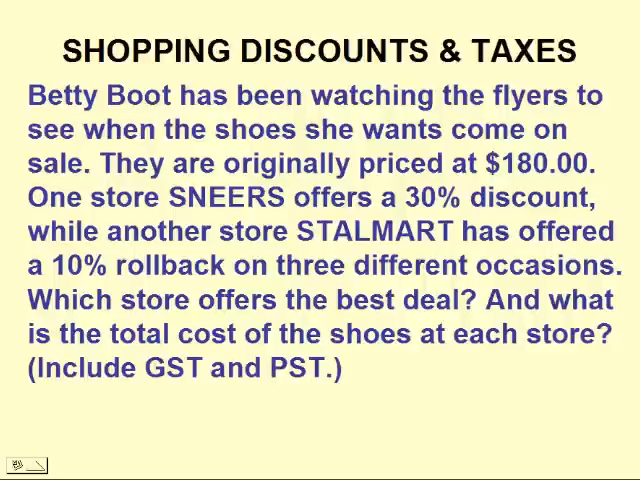 SHOPPING DISCOUNTS & TAXES
Betty Boot has been watching the flyers to
see when the shoes she wants come on
sale. They are originally priced at $180.00.
One store SNEERS offers a 30% discount,
while another store STALMART has offered
a 10% rollback on three different occasions.
Which store offers the best deal? And what
is the total cost of the shoes at each store?
(Include GST and PST.)